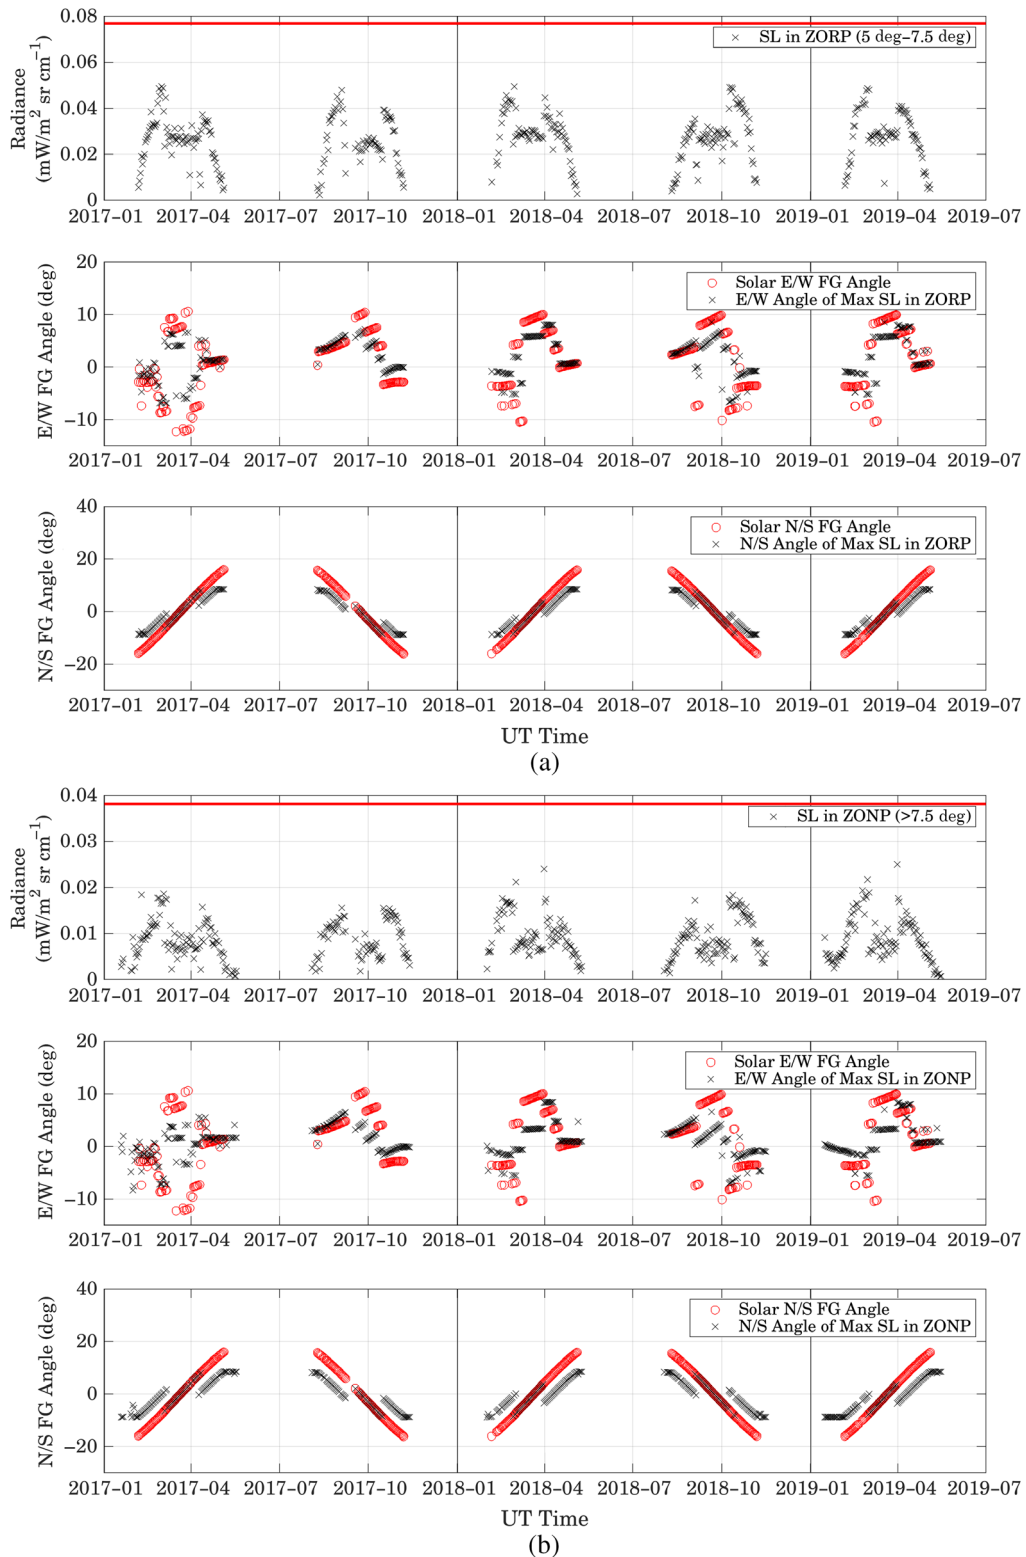 0.08
0.06
0.04
0.02
0
Radiance
(mW/m² sr cm⁻¹)
× SL in ZORP (5 deg–7.5 deg)
2017–01 2017–04 2017–07 2017–10 2018–01 2018–04 2018–07 2018–10 2019–01 2019–04 2019–07
20
10
0
−10
E/W FG Angle (deg)
○ Solar E/W FG Angle
× E/W Angle of Max SL in ZORP
2017–01 2017–04 2017–07 2017–10 2018–01 2018–04 2018–07 2018–10 2019–01 2019–04 2019–07
40
20
0
−20
N/S FG Angle (deg)
○ Solar N/S FG Angle
× N/S Angle of Max SL in ZORP
2017–01 2017–04 2017–07 2017–10 2018–01 2018–04 2018–07 2018–10 2019–01 2019–04 2019–07
UT Time
(a)
0.04
0.03
0.02
0.01
0
Radiance
(mW/m² sr cm⁻¹)
× SL in ZONP (>7.5 deg)
2017–01 2017–04 2017–07 2017–10 2018–01 2018–04 2018–07 2018–10 2019–01 2019–04 2019–07
20
10
0
−10
E/W FG Angle (deg)
○ Solar E/W FG Angle
× E/W Angle of Max SL in ZONP
2017–01 2017–04 2017–07 2017–10 2018–01 2018–04 2018–07 2018–10 2019–01 2019–04 2019–07
40
20
0
−20
N/S FG Angle (deg)
○ Solar N/S FG Angle
× N/S Angle of Max SL in ZONP
2017–01 2017–04 2017–07 2017–10 2018–01 2018–04 2018–07 2018–10 2019–01 2019–04 2019–07
UT Time
(b)